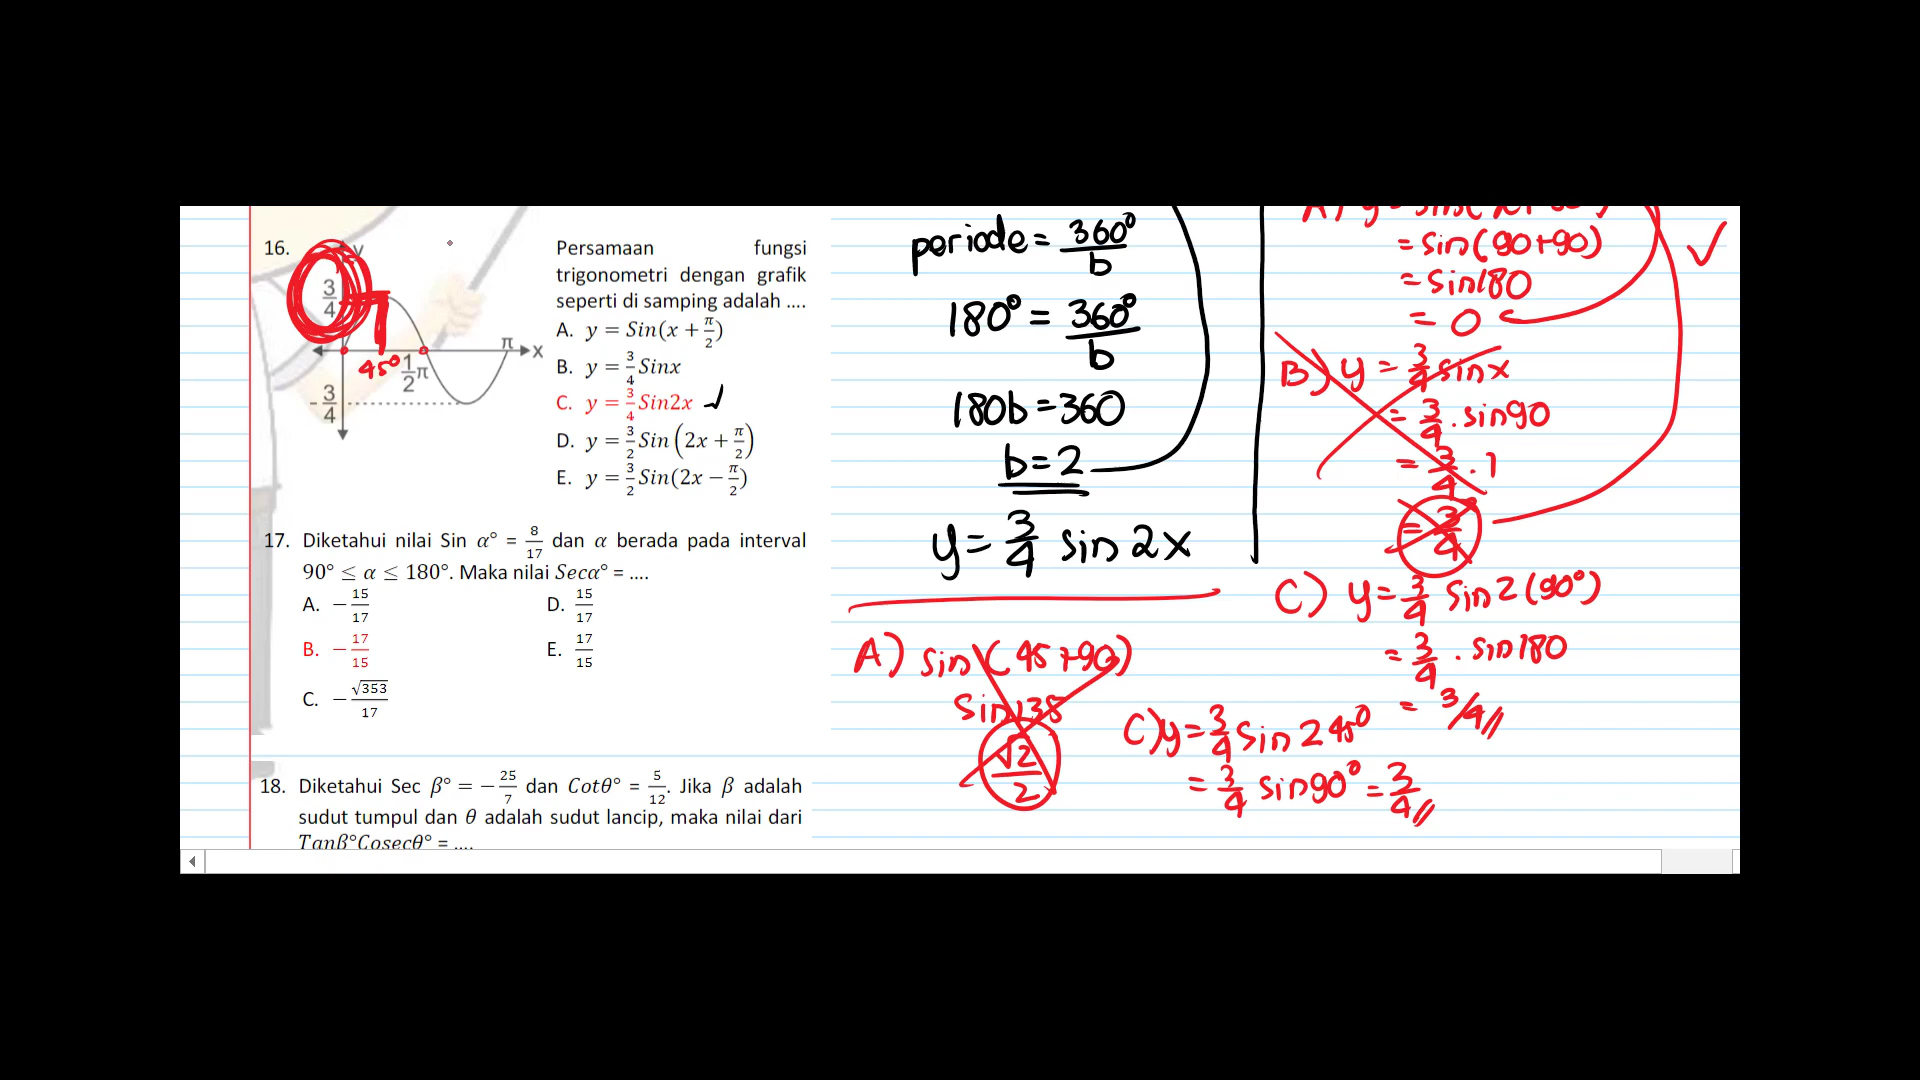 16.
y
3/4
45°
1/2 π
π
x
-3/4
Persamaan fungsi
trigonometri dengan grafik
seperti di samping adalah ....
A. y = Sin(x + π/2)
B. y = 3/4 Sinx
C. y = 3/4 Sin2x ✓
D. y = 3/2 Sin (2x + π/2)
E. y = 3/2 Sin(2x − π/2)
17. Diketahui nilai Sin α° = 8/17 dan α berada pada interval
90° ≤ α ≤ 180°. Maka nilai Secα° = ....
A. −15/17
D. 15/17
B. −17/15
E. 17/15
C. −√353/17
18. Diketahui Sec β° = −25/7 dan Cotθ° = 5/12. Jika β adalah
sudut tumpul dan θ adalah sudut lancip, maka nilai dari
Tanβ°Cosecθ° = ....
periode = 360°/b
180° = 360°/b
180b = 360
b = 2
y = 3/4 sin 2x
A) sin(45+90)
√2/2
= sin(90+90)
= sin180
= 0
✓
B) y = 3/4 sinx
= 3/4 . sin90
= 3/4 . 1
= 3/4
C) y = 3/4 sin2(90°)
= 3/4 . sin180
= 3/4
C) y = 3/4 sin2 45°
= 3/4 sin90° = 3/4